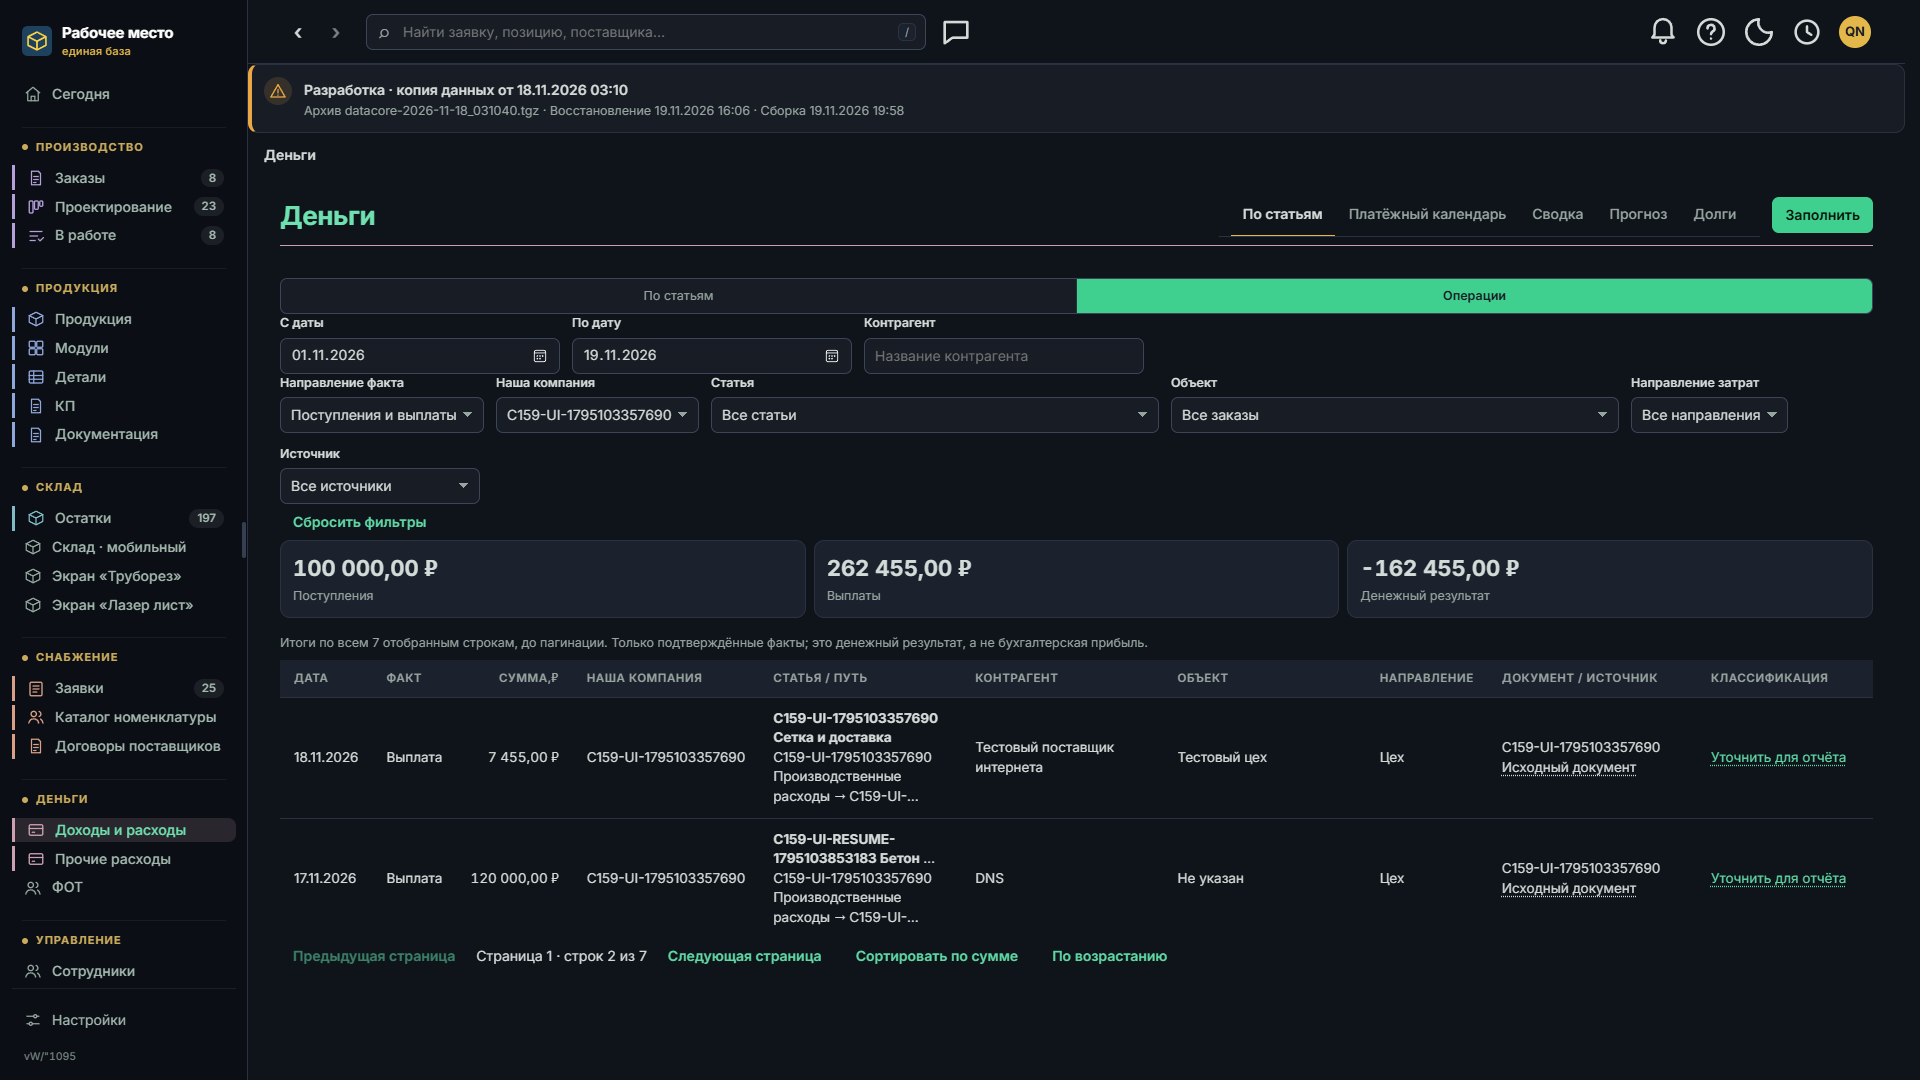 Рабочее место
единая база
Сегодня
ПРОИЗВОДСТВО
Заказы 8
Проектирование 23
В работе 8
ПРОДУКЦИЯ
Продукция
Модули
Детали
КП
Документация
СКЛАД
Остатки 197
Склад · мобильный
Экран «Труборез»
Экран «Лазер лист»
СНАБЖЕНИЕ
Заявки 25
Каталог номенклатуры
Договоры поставщиков
ДЕНЬГИ
Доходы и расходы
Прочие расходы
ФОТ
УПРАВЛЕНИЕ
Сотрудники
Настройки
vW/"1095
Найти заявку, позицию, поставщика... /
QN
Разработка · копия данных от 18.11.2026 03:10
Архив datacore-2026-11-18_031040.tgz · Восстановление 19.11.2026 16:06 · Сборка 19.11.2026 19:58
Деньги
Деньги
По статьям Платёжный календарь Сводка Прогноз Долги Заполнить
По статьям Операции
С даты По дату Контрагент
01.11.2026 19.11.2026 Название контрагента
Направление факта Наша компания Статья Объект Направление затрат
Поступления и выплаты C159-UI-1795103357690 Все статьи Все заказы Все направления
Источник
Все источники
Сбросить фильтры
100 000,00 ₽ 262 455,00 ₽ -162 455,00 ₽
Поступления Выплаты Денежный результат
Итоги по всем 7 отобранным строкам, до пагинации. Только подтверждённые факты; это денежный результат, а не бухгалтерская прибыль.
ДАТА ФАКТ СУММА,₽ НАША КОМПАНИЯ СТАТЬЯ / ПУТЬ КОНТРАГЕНТ ОБЪЕКТ НАПРАВЛЕНИЕ ДОКУМЕНТ / ИСТОЧНИК КЛАССИФИКАЦИЯ
C159-UI-1795103357690
Сетка и доставка
18.11.2026 Выплата 7 455,00 ₽ C159-UI-1795103357690 C159-UI-1795103357690 Тестовый поставщик интернета Тестовый цех Цех C159-UI-1795103357690 Исходный документ Уточнить для отчёта
Производственные
расходы → C159-UI-...
C159-UI-RESUME-
1795103853183 Бетон ...
17.11.2026 Выплата 120 000,00 ₽ C159-UI-1795103357690 C159-UI-1795103357690 DNS Не указан Цех C159-UI-1795103357690 Исходный документ Уточнить для отчёта
Производственные
расходы → C159-UI-...
Предыдущая страница Страница 1 · строк 2 из 7 Следующая страница Сортировать по сумме По возрастанию